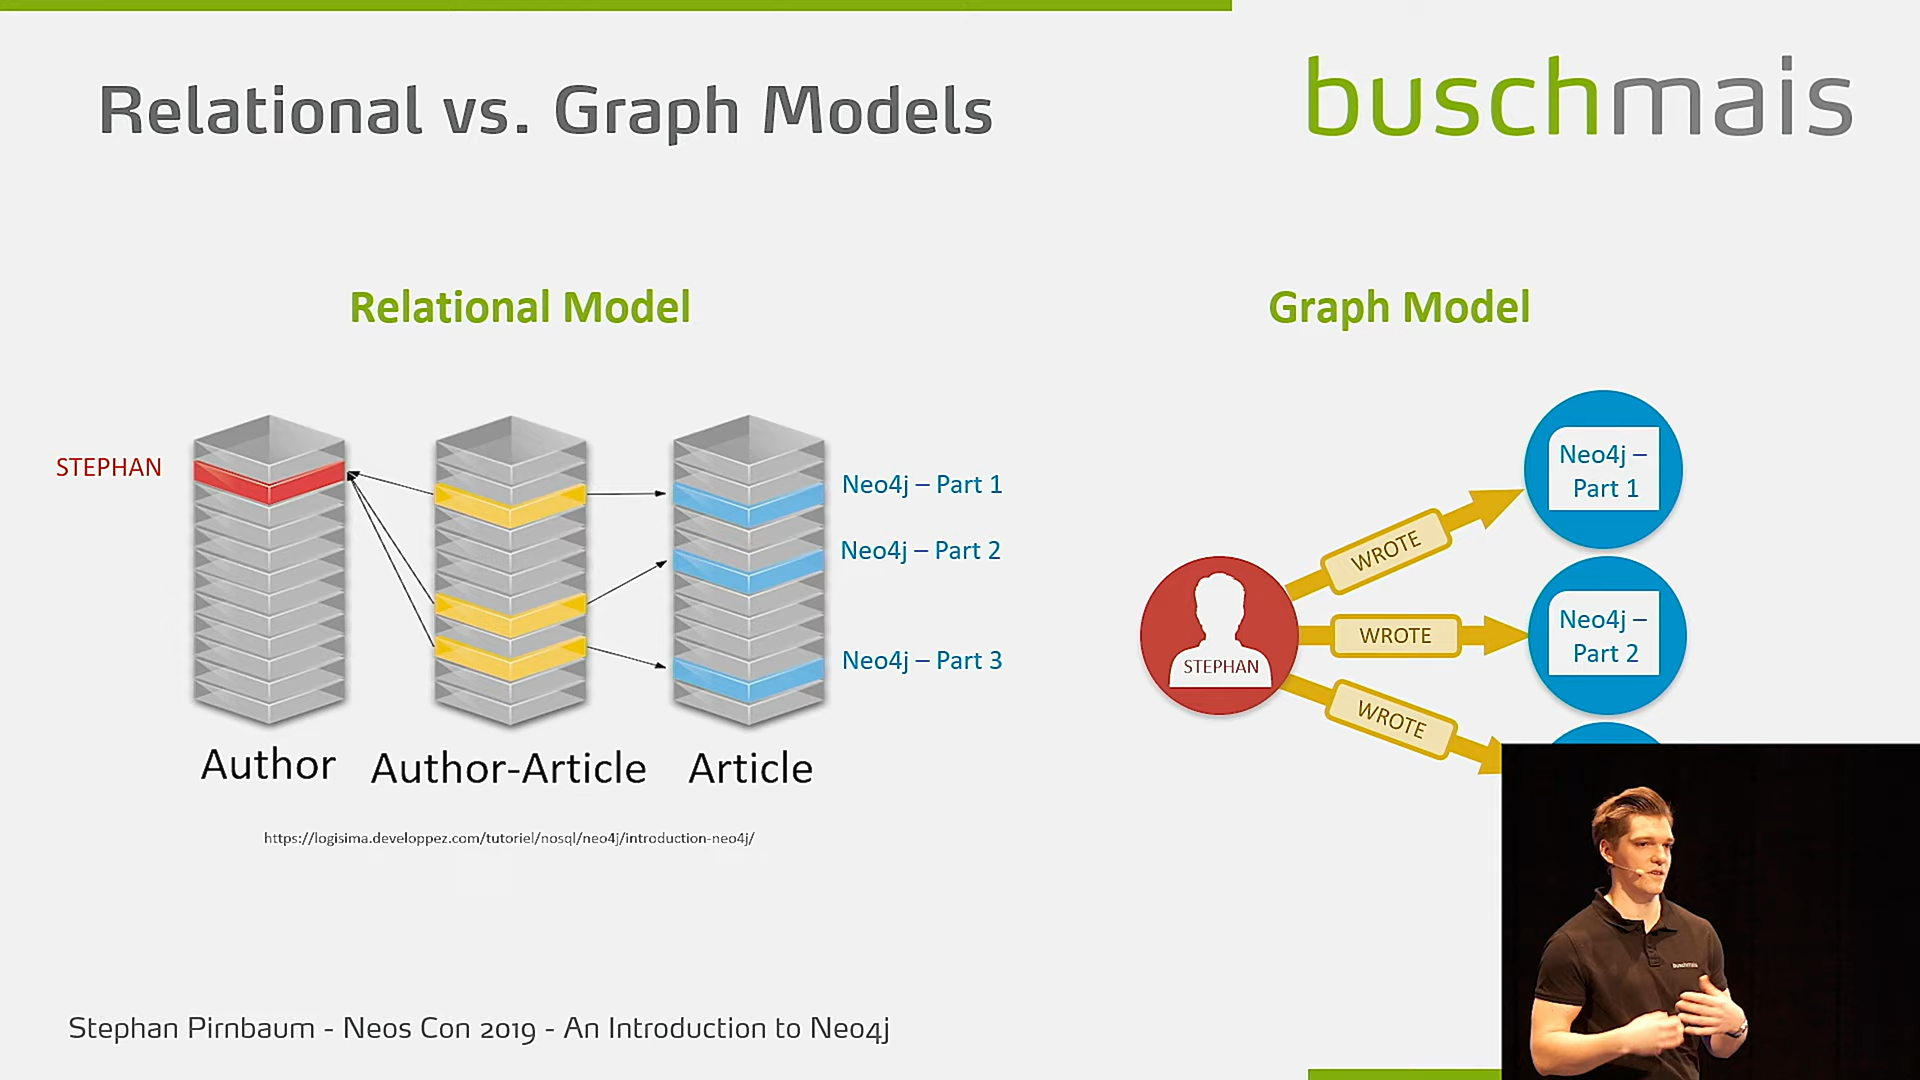 Relational vs. Graph Models
buschmais
Relational Model
Graph Model
STEPHAN
Neo4j – Part 1
Neo4j – Part 2
Neo4j – Part 3
Author
Author-Article
Article
https://logisima.developpez.com/tutoriel/nosql/neo4j/introduction-neo4j/
STEPHAN
WROTE
WROTE
WROTE
Neo4j –
Part 1
Neo4j –
Part 2
buschmais
Stephan Pirnbaum - Neos Con 2019 - An Introduction to Neo4j